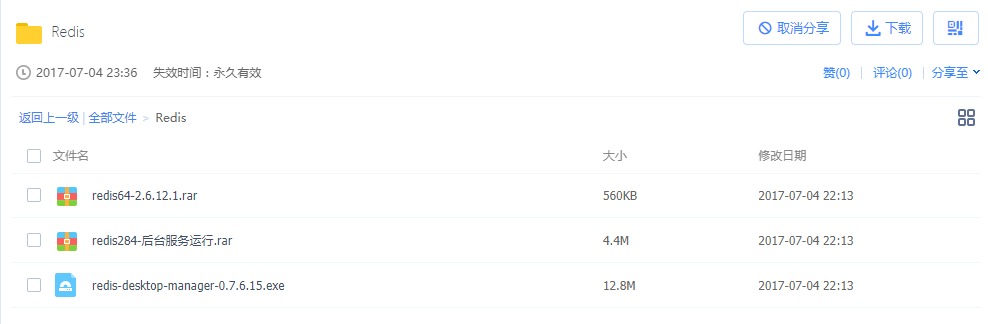 Redis 取消分享 下载
2017-07-04 23:36 失效时间：永久有效 赞(0) | 评论(0) | 分享至
返回上一级 | 全部文件 > Redis
文件名 大小 修改日期
redis64-2.6.12.1.rar 560KB 2017-07-04 22:13
redis284-后台服务运行.rar 4.4M 2017-07-04 22:13
redis-desktop-manager-0.7.6.15.exe 12.8M 2017-07-04 22:13